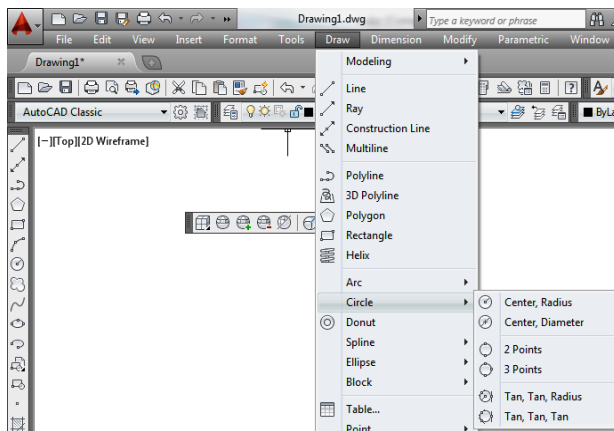 Drawing1.dwg
Type a keyword or phrase
File Edit View Insert Format Tools Draw Dimension Modify Parametric Window
Drawing1*
AutoCAD Classic
ByLa
[−][Top][2D Wireframe]
Modeling
Line
Ray
Construction Line
Multiline
Polyline
3D Polyline
Polygon
Rectangle
Helix
Arc
Circle
Donut
Spline
Ellipse
Block
Table...
Point
Center, Radius
Center, Diameter
2 Points
3 Points
Tan, Tan, Radius
Tan, Tan, Tan